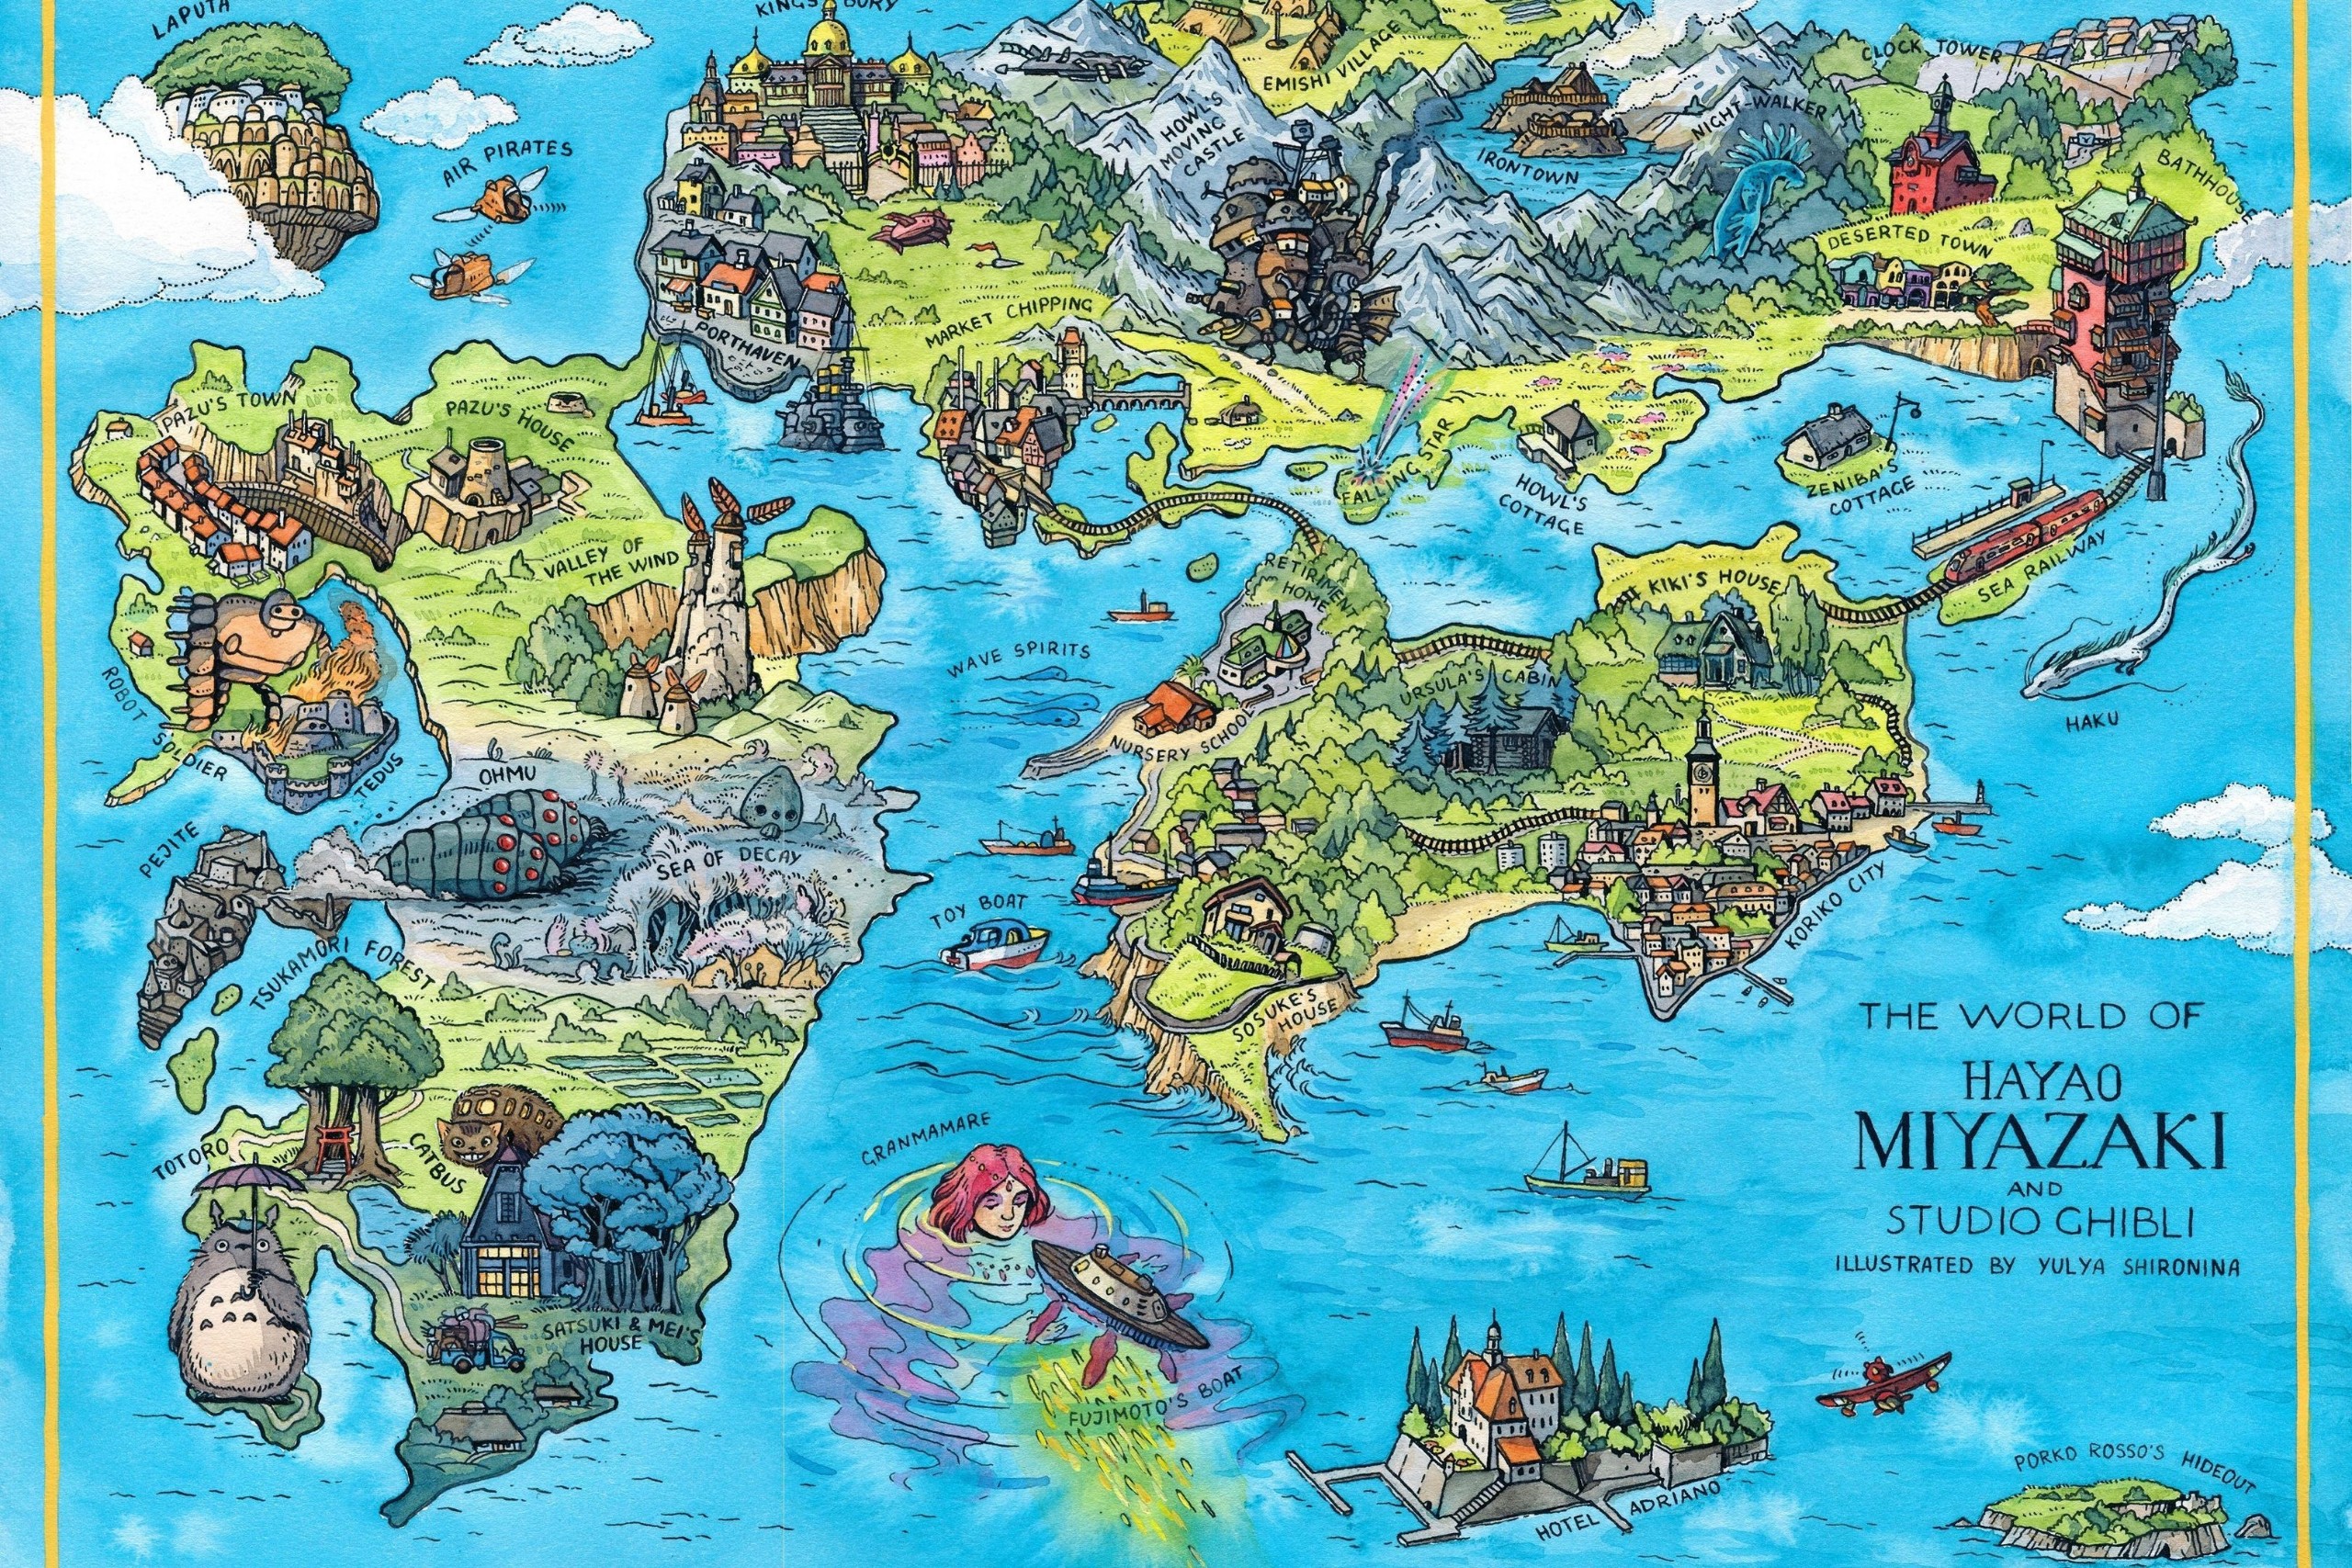 LAPUTA
KINGSBURY
EMISHI VILLAGE
CLOCK TOWER
AIR PIRATES
HOWL'S
MOVING
CASTLE
NIGHT-WALKER
IRONTOWN
BATHHOUSE
DESERTED TOWN
PORTHAVEN
MARKET CHIPPING
PAZU'S TOWN
PAZU'S HOUSE
FALLING STAR
HOWL'S
COTTAGE
ZENIBA'S
COTTAGE
VALLEY OF
THE WIND
RETIRIMENT
HOME
KIKI'S HOUSE
SEA RAILWAY
WAVE SPIRITS
URSULA'S CABIN
HAKU
ROBOT
SOLDIER
TEDUS
NURSERY SCHOOL
OHMU
PEJITE
SEA OF DECAY
TOY BOAT
KORIKO CITY
TSUKAMORI FOREST
SOSUKE'S
HOUSE
THE WORLD OF
HAYAO
MIYAZAKI
AND
STUDIO GHIBLI
ILLUSTRATED BY YULYA SHIRONINA
TOTORO
CATBUS
GRANMAMARE
SATSUKI & MEI'S
HOUSE
FUJIMOTO'S BOAT
HOTEL ADRIANO
PORKO ROSSO'S HIDEOUT